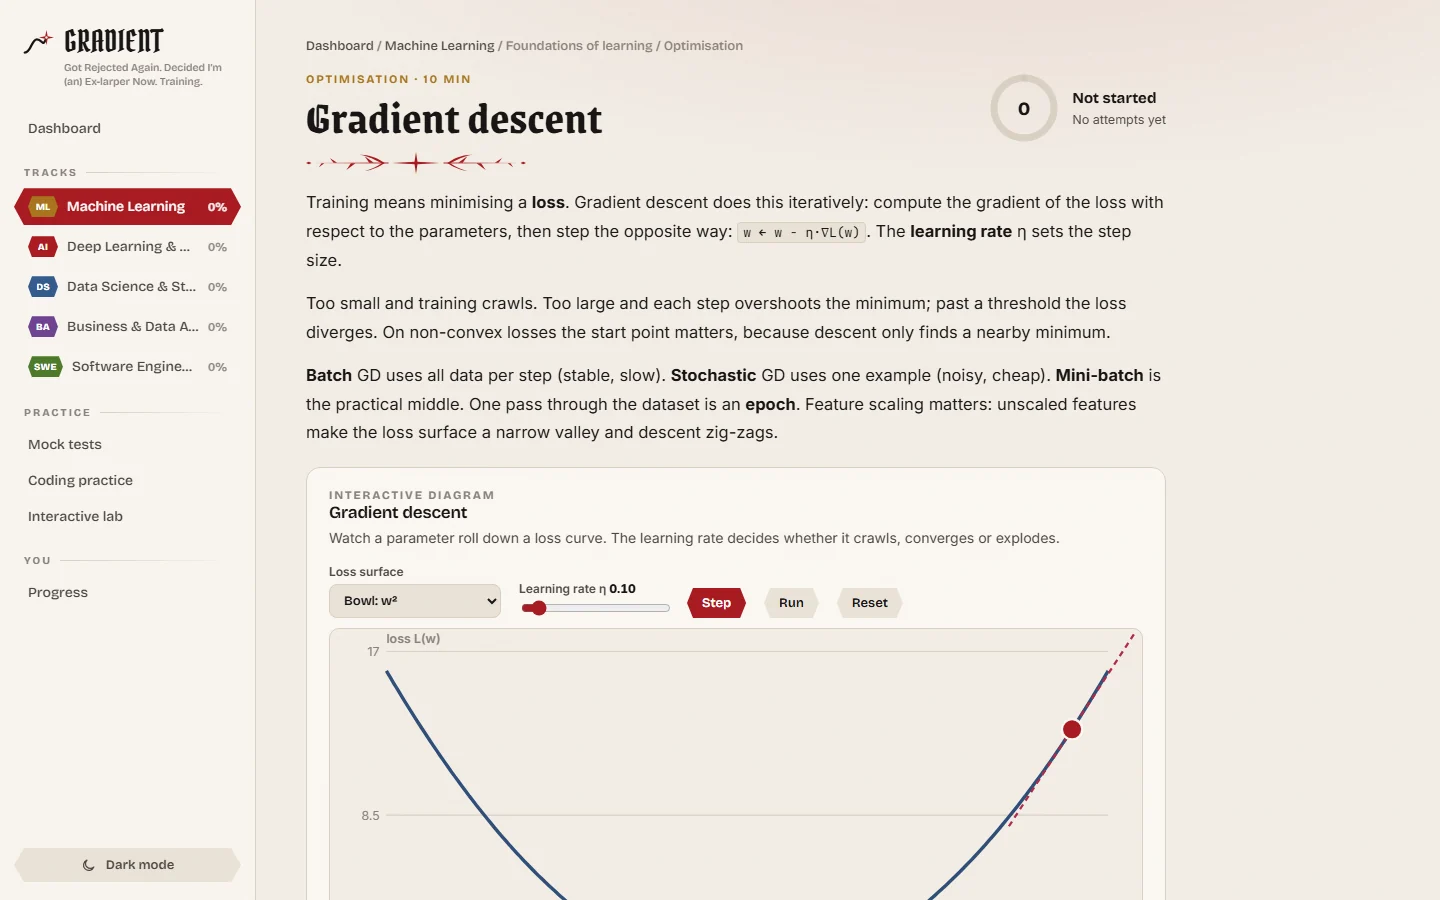 GRADIENT
Got Rejected Again. Decided I'm
(an) Ex-larper Now. Training.
Dashboard
TRACKS
ML Machine Learning 0%
AI Deep Learning & ... 0%
DS Data Science & St... 0%
BA Business & Data A... 0%
SWE Software Engine... 0%
PRACTICE
Mock tests
Coding practice
Interactive lab
YOU
Progress
Dark mode
Dashboard / Machine Learning / Foundations of learning / Optimisation
OPTIMISATION · 10 MIN
Gradient descent
0
Not started
No attempts yet
Training means minimising a loss. Gradient descent does this iteratively: compute the gradient of the loss with
respect to the parameters, then step the opposite way: w ← w - η·∇L(w). The learning rate η sets the step
size.
Too small and training crawls. Too large and each step overshoots the minimum; past a threshold the loss
diverges. On non-convex losses the start point matters, because descent only finds a nearby minimum.
Batch GD uses all data per step (stable, slow). Stochastic GD uses one example (noisy, cheap). Mini-batch is
the practical middle. One pass through the dataset is an epoch. Feature scaling matters: unscaled features
make the loss surface a narrow valley and descent zig-zags.
INTERACTIVE DIAGRAM
Gradient descent
Watch a parameter roll down a loss curve. The learning rate decides whether it crawls, converges or explodes.
Loss surface
Bowl: w²
Learning rate η 0.10
Step
Run
Reset
loss L(w)
17
8.5